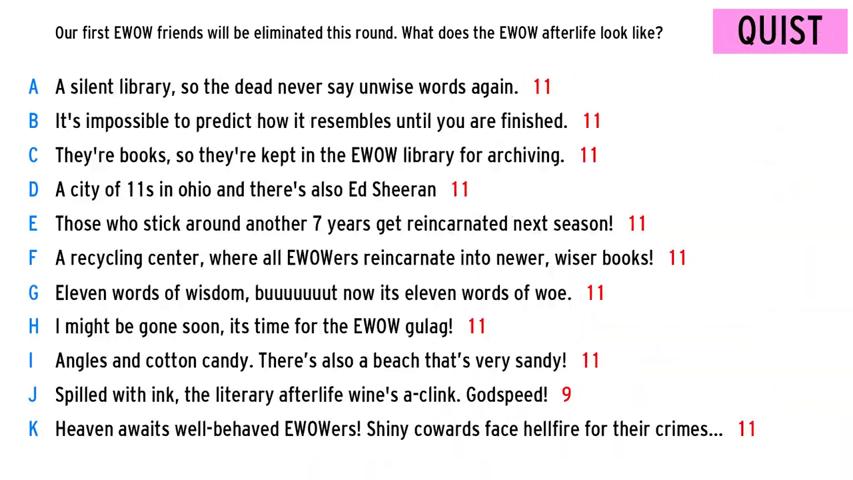 Our first EWOW friends will be eliminated this round. What does the EWOW afterlife look like?
QUIST
A A silent library, so the dead never say unwise words again. 11
B It's impossible to predict how it resembles until you are finished. 11
C They're books, so they're kept in the EWOW library for archiving. 11
D A city of 11s in ohio and there's also Ed Sheeran 11
E Those who stick around another 7 years get reincarnated next season! 11
F A recycling center, where all EWOWers reincarnate into newer, wiser books! 11
G Eleven words of wisdom, buuuuuuut now its eleven words of woe. 11
H I might be gone soon, its time for the EWOW gulag! 11
I Angles and cotton candy. There’s also a beach that’s very sandy! 11
J Spilled with ink, the literary afterlife wine's a-clink. Godspeed! 9
K Heaven awaits well-behaved EWOWers! Shiny cowards face hellfire for their crimes... 11